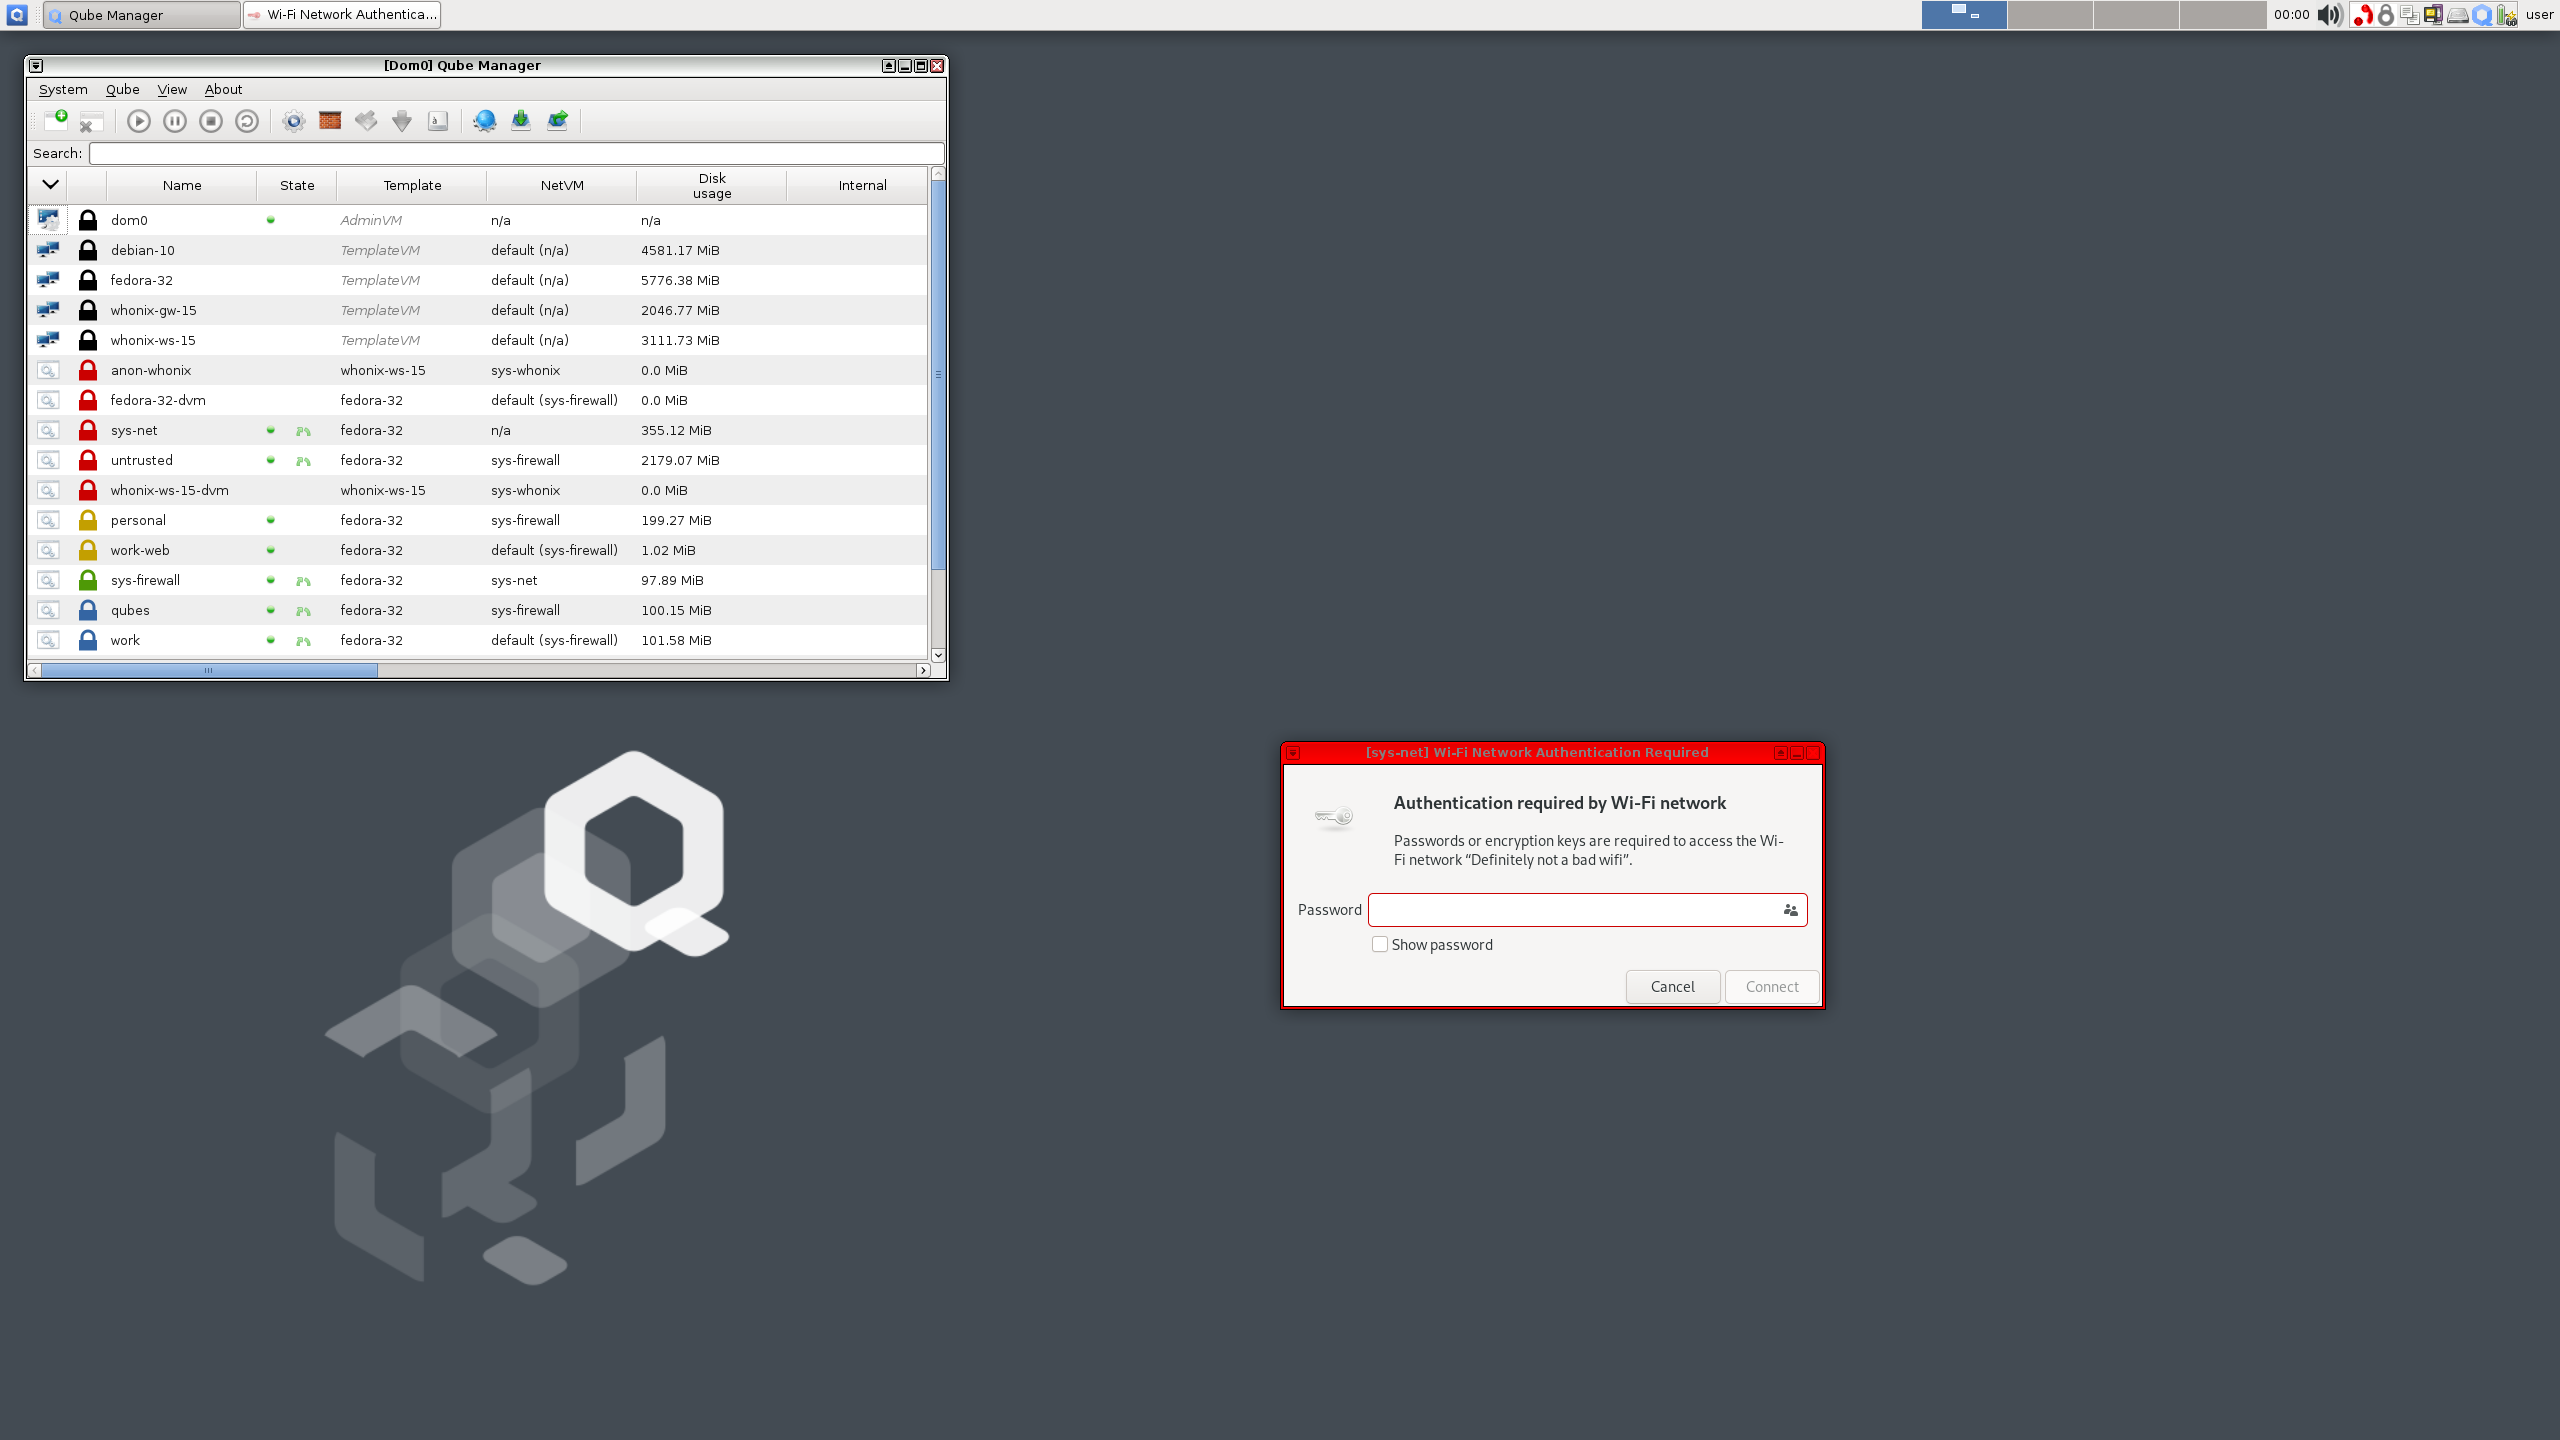 Qube Manager
Wi-Fi Network Authentica...
00:00
user
[Dom0] Qube Manager
System Qube View About
Search:
Name State Template NetVM Disk usage Internal
dom0 AdminVM n/a n/a
debian-10 TemplateVM default (n/a) 4581.17 MiB
fedora-32 TemplateVM default (n/a) 5776.38 MiB
whonix-gw-15 TemplateVM default (n/a) 2046.77 MiB
whonix-ws-15 TemplateVM default (n/a) 3111.73 MiB
anon-whonix whonix-ws-15 sys-whonix 0.0 MiB
fedora-32-dvm fedora-32 default (sys-firewall) 0.0 MiB
sys-net fedora-32 n/a 355.12 MiB
untrusted fedora-32 sys-firewall 2179.07 MiB
whonix-ws-15-dvm whonix-ws-15 sys-whonix 0.0 MiB
personal fedora-32 sys-firewall 199.27 MiB
work-web fedora-32 default (sys-firewall) 1.02 MiB
sys-firewall fedora-32 sys-net 97.89 MiB
qubes fedora-32 sys-firewall 100.15 MiB
work fedora-32 default (sys-firewall) 101.58 MiB
[sys-net] Wi-Fi Network Authentication Required
Authentication required by Wi-Fi network
Passwords or encryption keys are required to access the Wi-
Fi network “Definitely not a bad wifi”.
Password
Show password
Cancel Connect